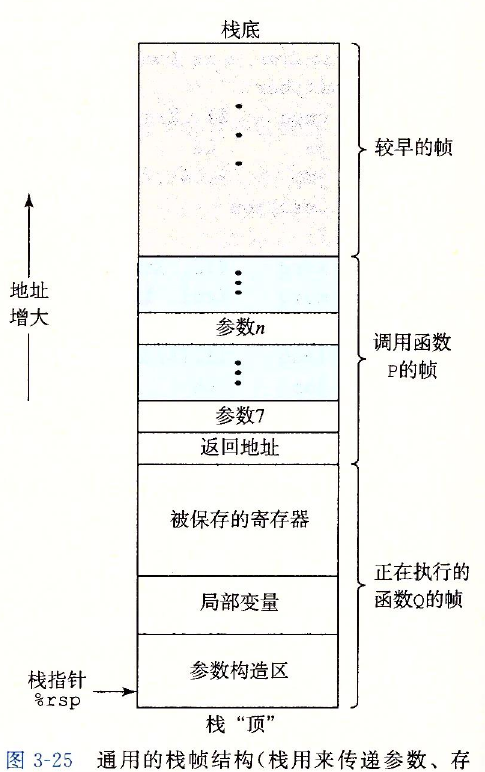 栈底
较早的帧
地址
增大
参数n
调用函数
P的帧
参数7
返回地址
被保存的寄存器
正在执行的
函数Q的帧
局部变量
参数构造区
栈指针
%rsp
栈“顶”
图 3-25 通用的栈帧结构(栈用来传递参数、存